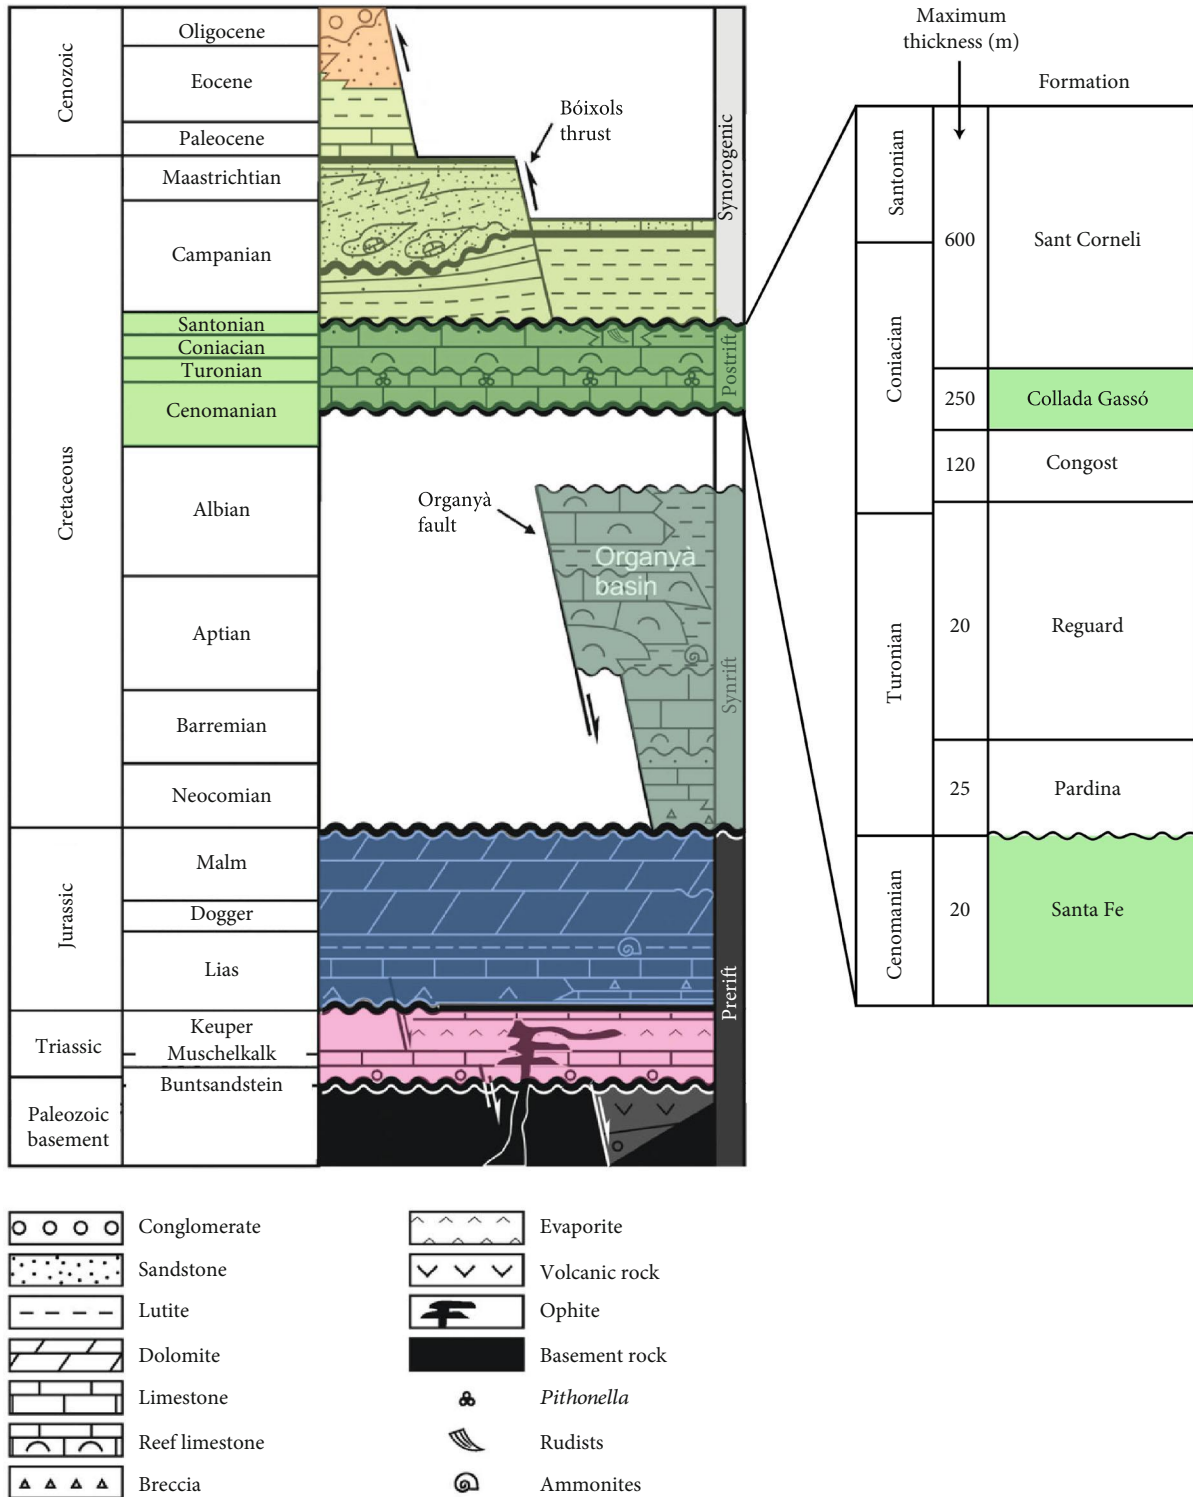 Cenozoic
Oligocene
Eocene
Paleocene
Cretaceous
Maastrichtian
Campanian
Santonian
Coniacian
Turonian
Cenomanian
Albian
Aptian
Barremian
Neocomian
Jurassic
Malm
Dogger
Lias
Triassic
Keuper
Muschelkalk
Buntsandstein
Paleozoic
basement
Bóixols
thrust
Organyà
fault
Organyà
basin
Synorogenic
Postrift
Synrift
Prerift
Maximum
thickness (m)
Formation
Santonian
Coniacian
Turonian
Cenomanian
600 Sant Corneli
250 Collada Gassó
120 Congost
20 Reguard
25 Pardina
20 Santa Fe
Conglomerate
Sandstone
Lutite
Dolomite
Limestone
Reef limestone
Breccia
Evaporite
Volcanic rock
Ophite
Basement rock
Pithonella
Rudists
Ammonites